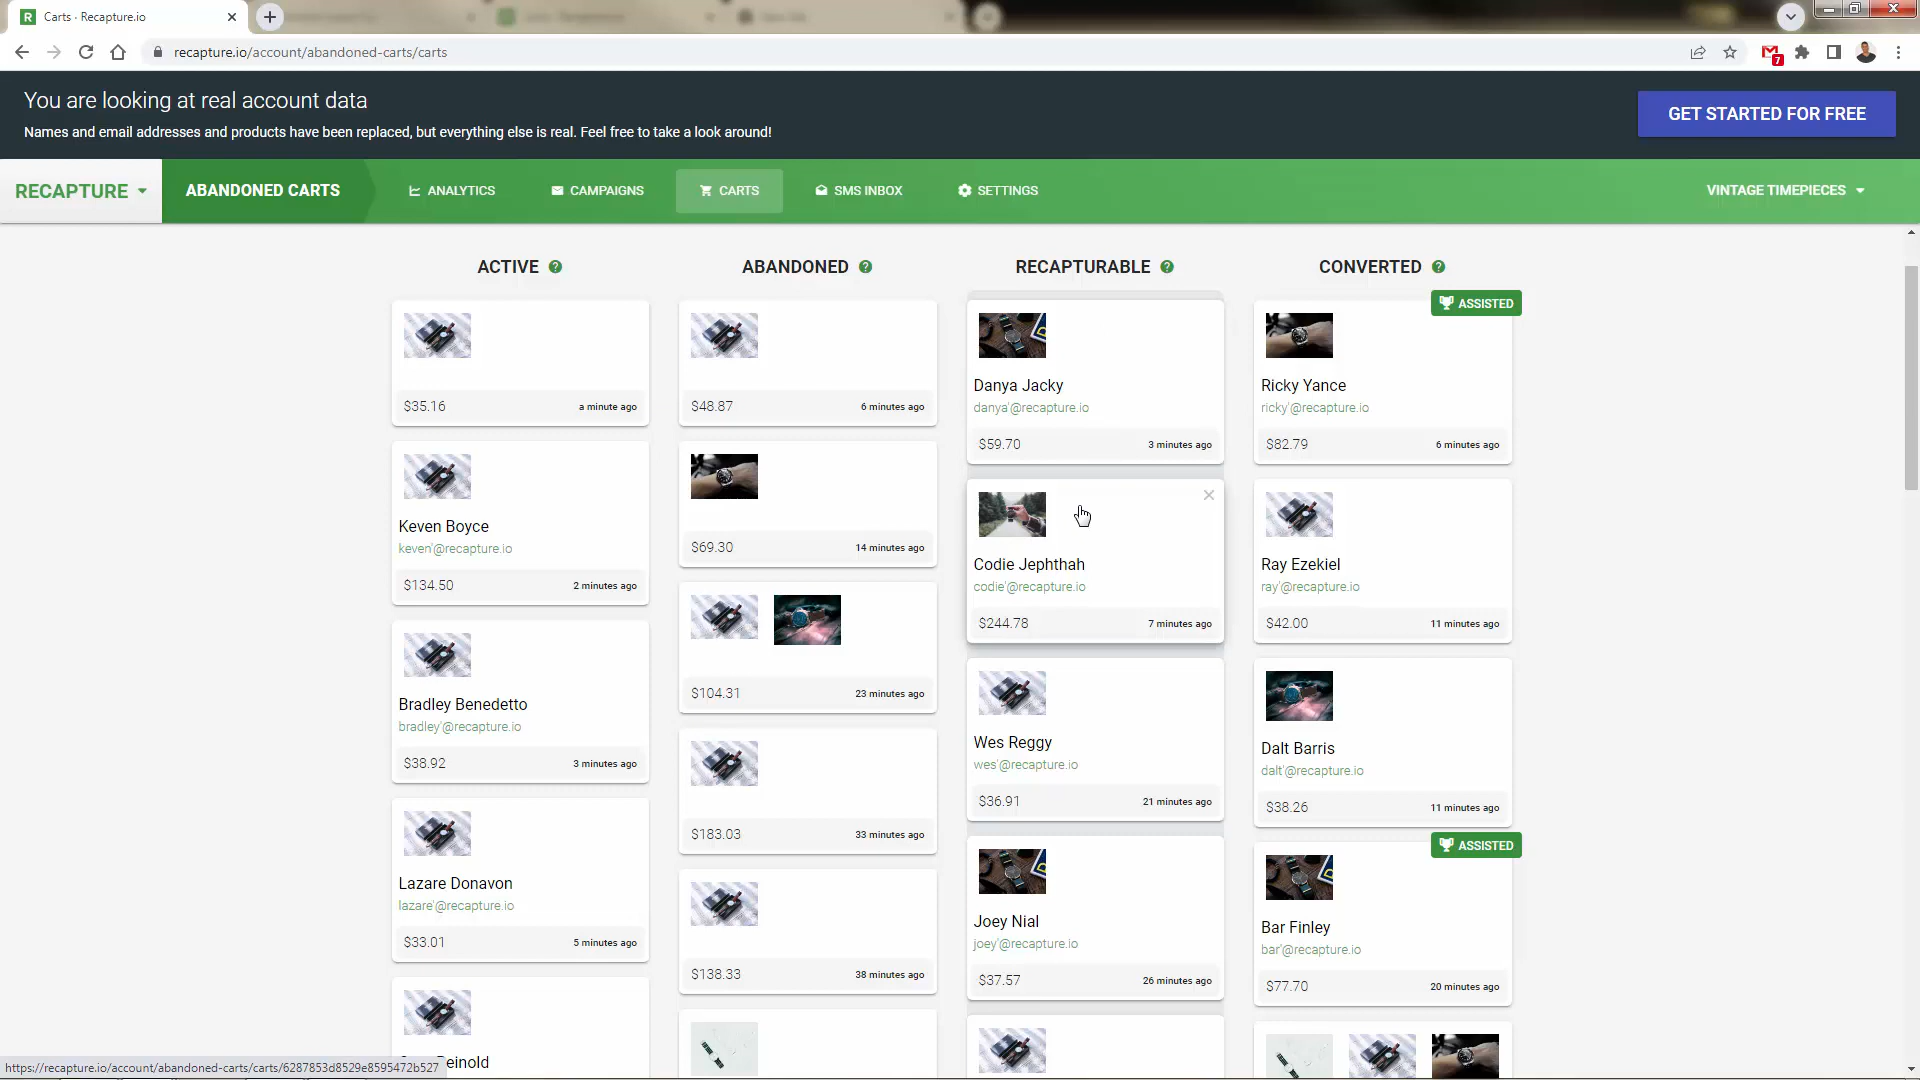 Carts - Recapture.io
recapture.io/account/abandoned-carts/carts
7
You are looking at real account data
Names and email addresses and products have been replaced, but everything else is real. Feel free to take a look around!
GET STARTED FOR FREE
RECAPTURE
ABANDONED CARTS
ANALYTICS
CAMPAIGNS
CARTS
SMS INBOX
SETTINGS
VINTAGE TIMEPIECES
ACTIVE
$35.16 a minute ago
Keven Boyce
keven'@recapture.io
$134.50 2 minutes ago
Bradley Benedetto
bradley'@recapture.io
$38.92 3 minutes ago
Lazare Donavon
lazare'@recapture.io
$33.01 5 minutes ago
Reinold
ABANDONED
$48.87 6 minutes ago
$69.30 14 minutes ago
$104.31 23 minutes ago
$183.03 33 minutes ago
$138.33 38 minutes ago
RECAPTURABLE
Danya Jacky
danya'@recapture.io
$59.70 3 minutes ago
Codie Jephthah
codie'@recapture.io
$244.78 7 minutes ago
Wes Reggy
wes'@recapture.io
$36.91 21 minutes ago
Joey Nial
joey'@recapture.io
$37.57 26 minutes ago
CONVERTED
ASSISTED
Ricky Yance
ricky'@recapture.io
$82.79 6 minutes ago
Ray Ezekiel
ray'@recapture.io
$42.00 11 minutes ago
Dalt Barris
dalt'@recapture.io
$38.26 11 minutes ago
ASSISTED
Bar Finley
bar'@recapture.io
$77.70 20 minutes ago
https://recapture.io/account/abandoned-carts/carts/6287853d8529e8595472b527